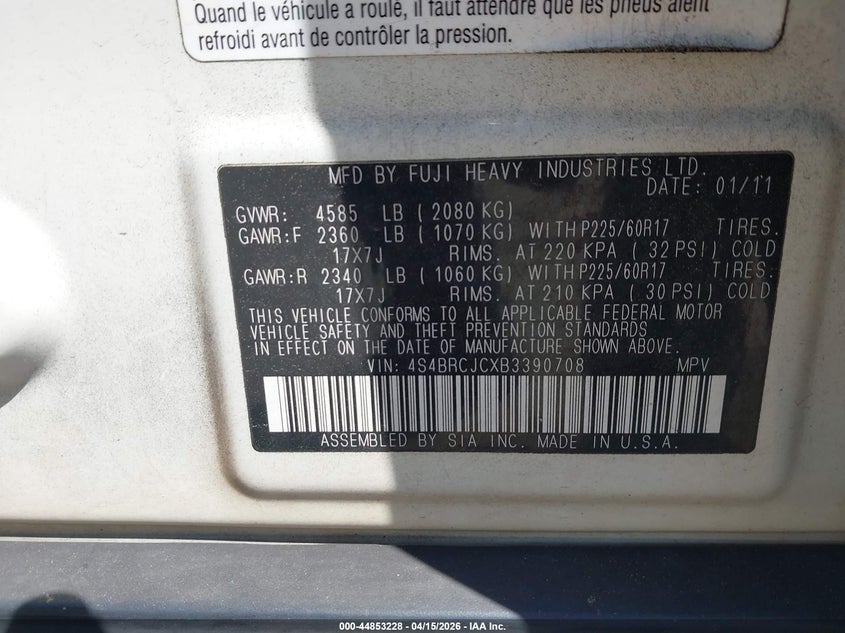 Quand le véhicule a roulé, il faut attendre que les pneus aient
refroidi avant de contrôler la pression.
MFD BY FUJI HEAVY INDUSTRIES LTD.
DATE: 01/11
GVWR: 4585 LB ( 2080 KG)
GAWR:F 2360 LB ( 1070 KG) WITH P225/60R17 TIRES.
17X7J RIMS. AT 220 KPA ( 32 PSI) COLD
GAWR:R 2340 LB ( 1060 KG) WITH P225/60R17 TIRES.
17X7J RIMS. AT 210 KPA ( 30 PSI) COLD
THIS VEHICLE CONFORMS TO ALL APPLICABLE FEDERAL MOTOR
VEHICLE SAFETY AND THEFT PREVENTION STANDARDS
IN EFFECT ON THE DATE OF MANUFACTURE SHOWN ABOVE.
VIN: 4S4BRCJCXB3390708 MPV
ASSEMBLED BY SIA INC. MADE IN U.S.A.
000-44853228 - 04/15/2026 - IAA Inc.